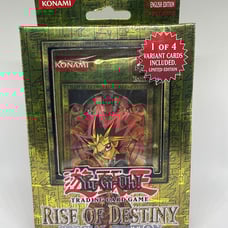 KONAMI
ENGLISH EDITION
1 OF 4
VARIANT CARDS
INCLUDED.
LIMITED EDITION
KONAMI
Yu-Gi-Oh!
TRADING CARD GAME
RISE OF DESTINY